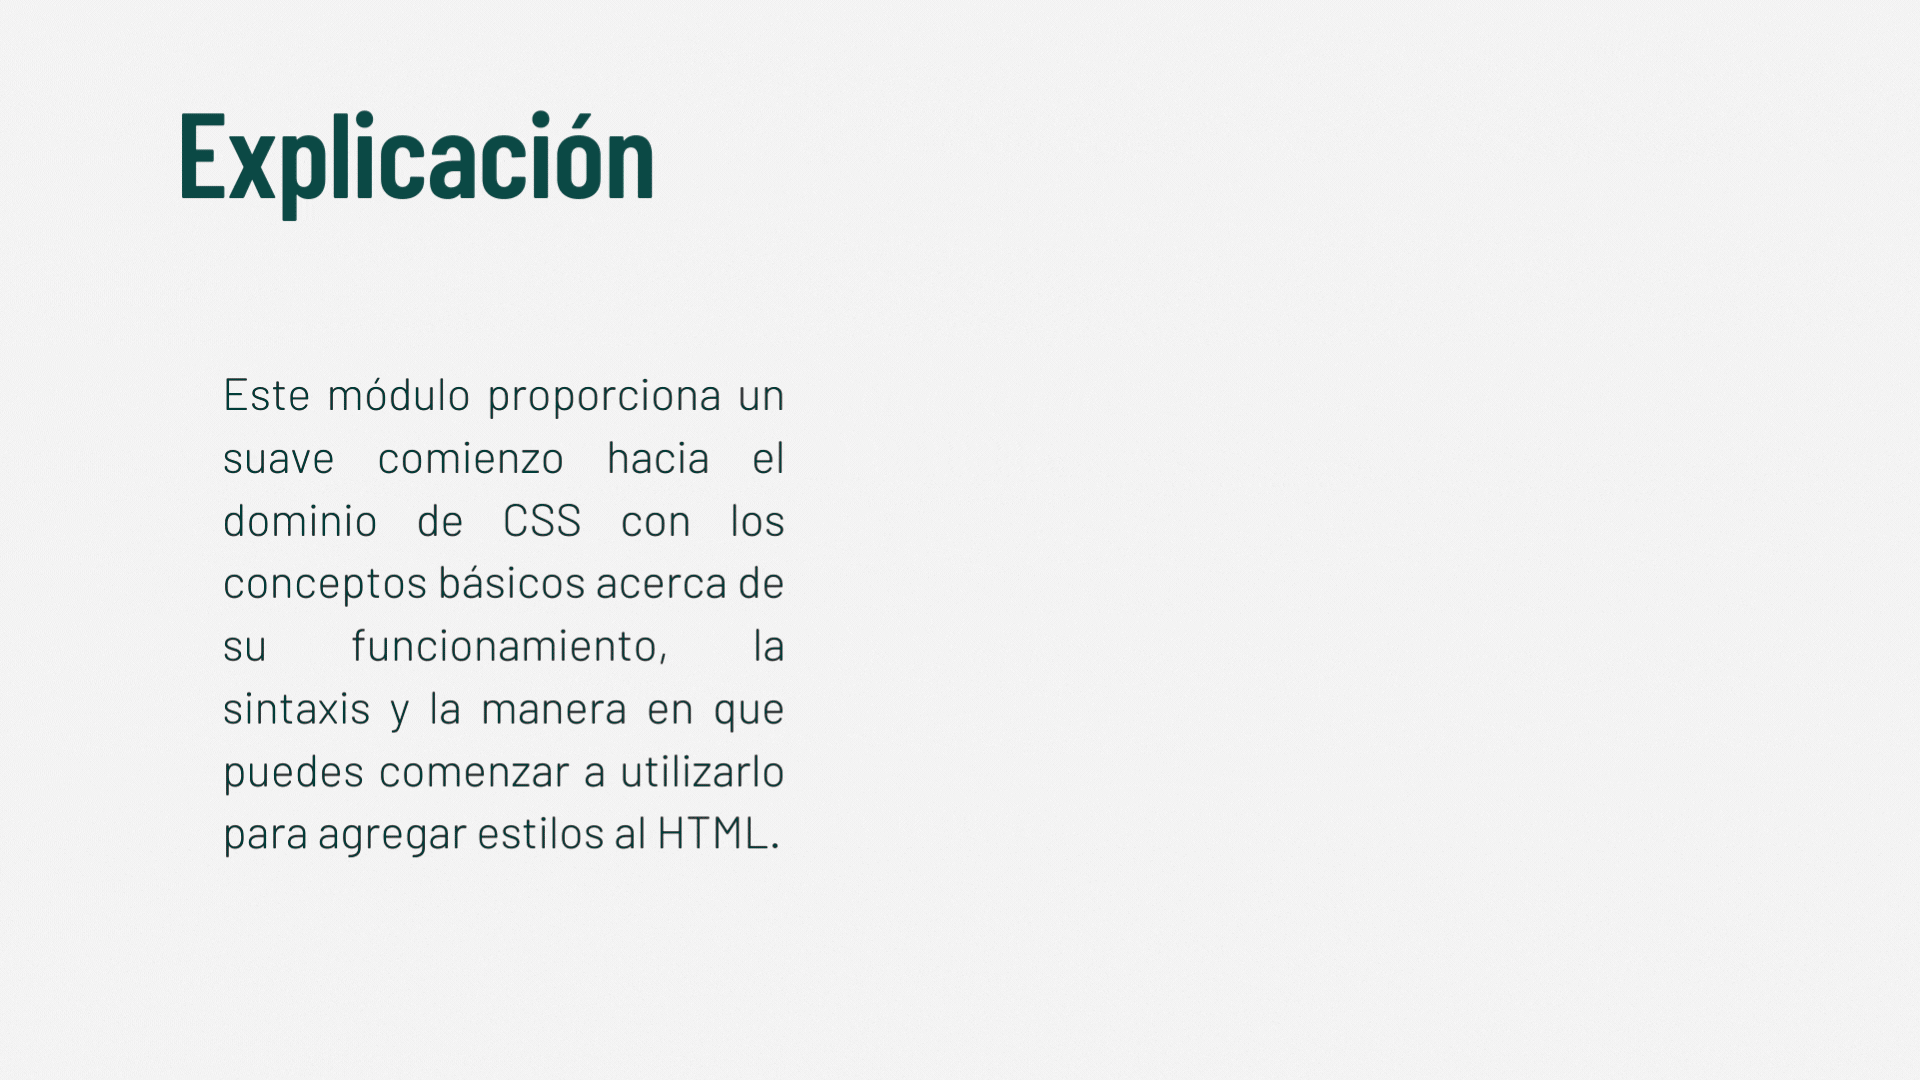 Explicación
Este módulo proporciona un
suave comienzo hacia el
dominio de CSS con los
conceptos básicos acerca de
su funcionamiento, la
sintaxis y la manera en que
puedes comenzar a utilizarlo
para agregar estilos al HTML.